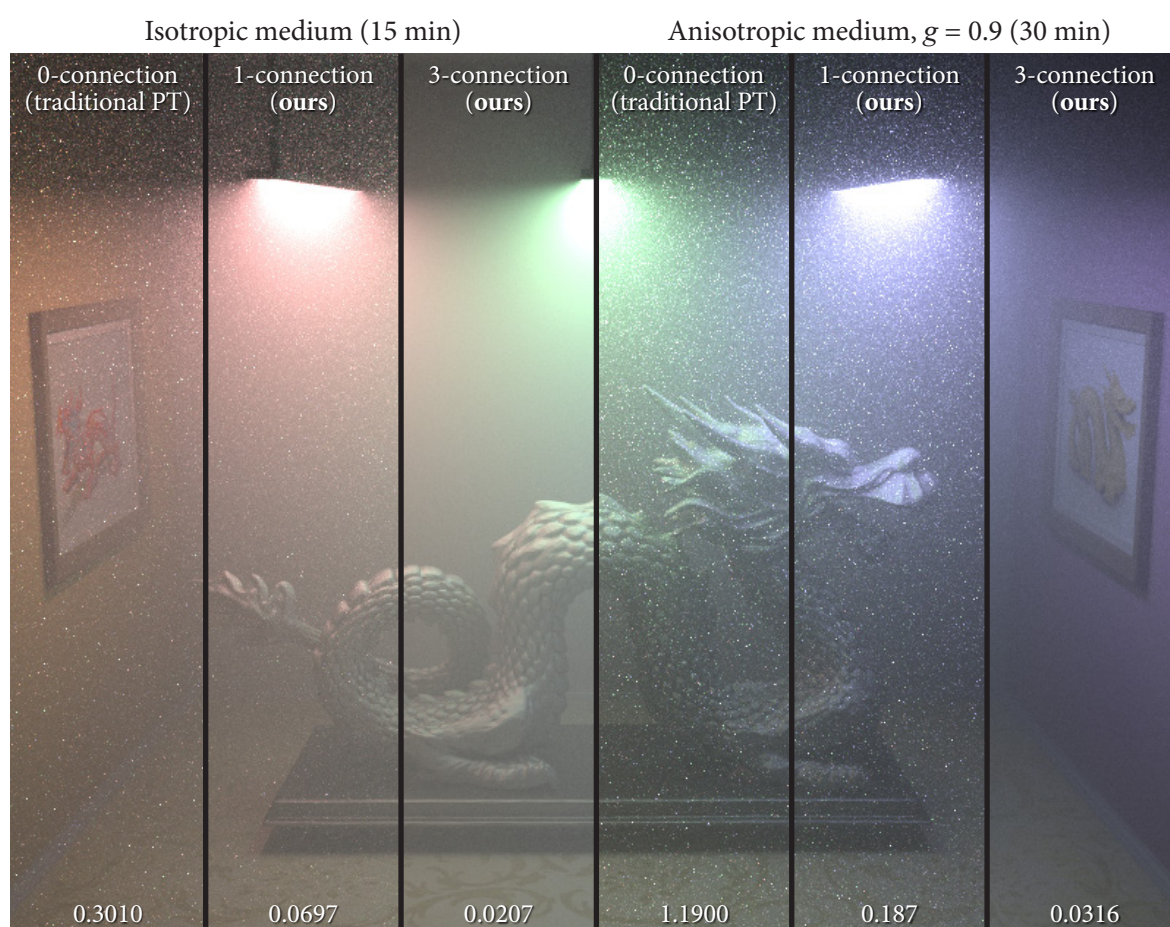 Isotropic medium (15 min)
Anisotropic medium, g = 0.9 (30 min)
0-connection
(traditional PT)
1-connection
(ours)
3-connection
(ours)
0-connection
(traditional PT)
1-connection
(ours)
3-connection
(ours)
0.3010
0.0697
0.0207
1.1900
0.187
0.0316